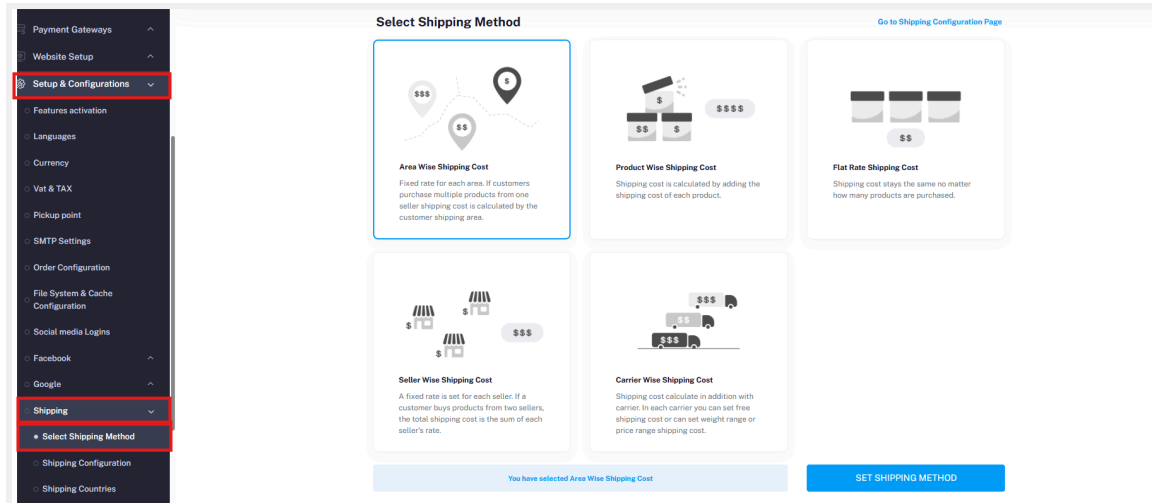 Payment Gateways
Website Setup
Setup & Configurations
Features activation
Languages
Currency
Vat & TAX
Pickup point
SMTP Settings
Order Configuration
File System & Cache
Configuration
Social media Logins
Facebook
Google
Shipping
Select Shipping Method
Shipping Configuration
Shipping Countries
Select Shipping Method
Go to Shipping Configuration Page
$$$
$
$$
Area Wise Shipping Cost
Fixed rate for each area. If customers
purchase multiple products from one
seller shipping cost is calculated by the
customer shipping area.
$
$$$$
$$ $
Product Wise Shipping Cost
Shipping cost is calculated by adding the
shipping cost of each product.
$$
Flat Rate Shipping Cost
Shipping cost stays the same no matter
how many products are purchased.
$
$
$$$
$
Seller Wise Shipping Cost
A fixed rate is set for each seller. If a
customer buys products from two sellers,
the total shipping cost is the sum of each
seller's rate.
$$$
$$
$$$
Carrier Wise Shipping Cost
Shipping cost calculate in addition with
carrier. In each carrier you can set free
shipping cost or can set weight range or
price range shipping cost.
You have selected Area Wise Shipping Cost
SET SHIPPING METHOD